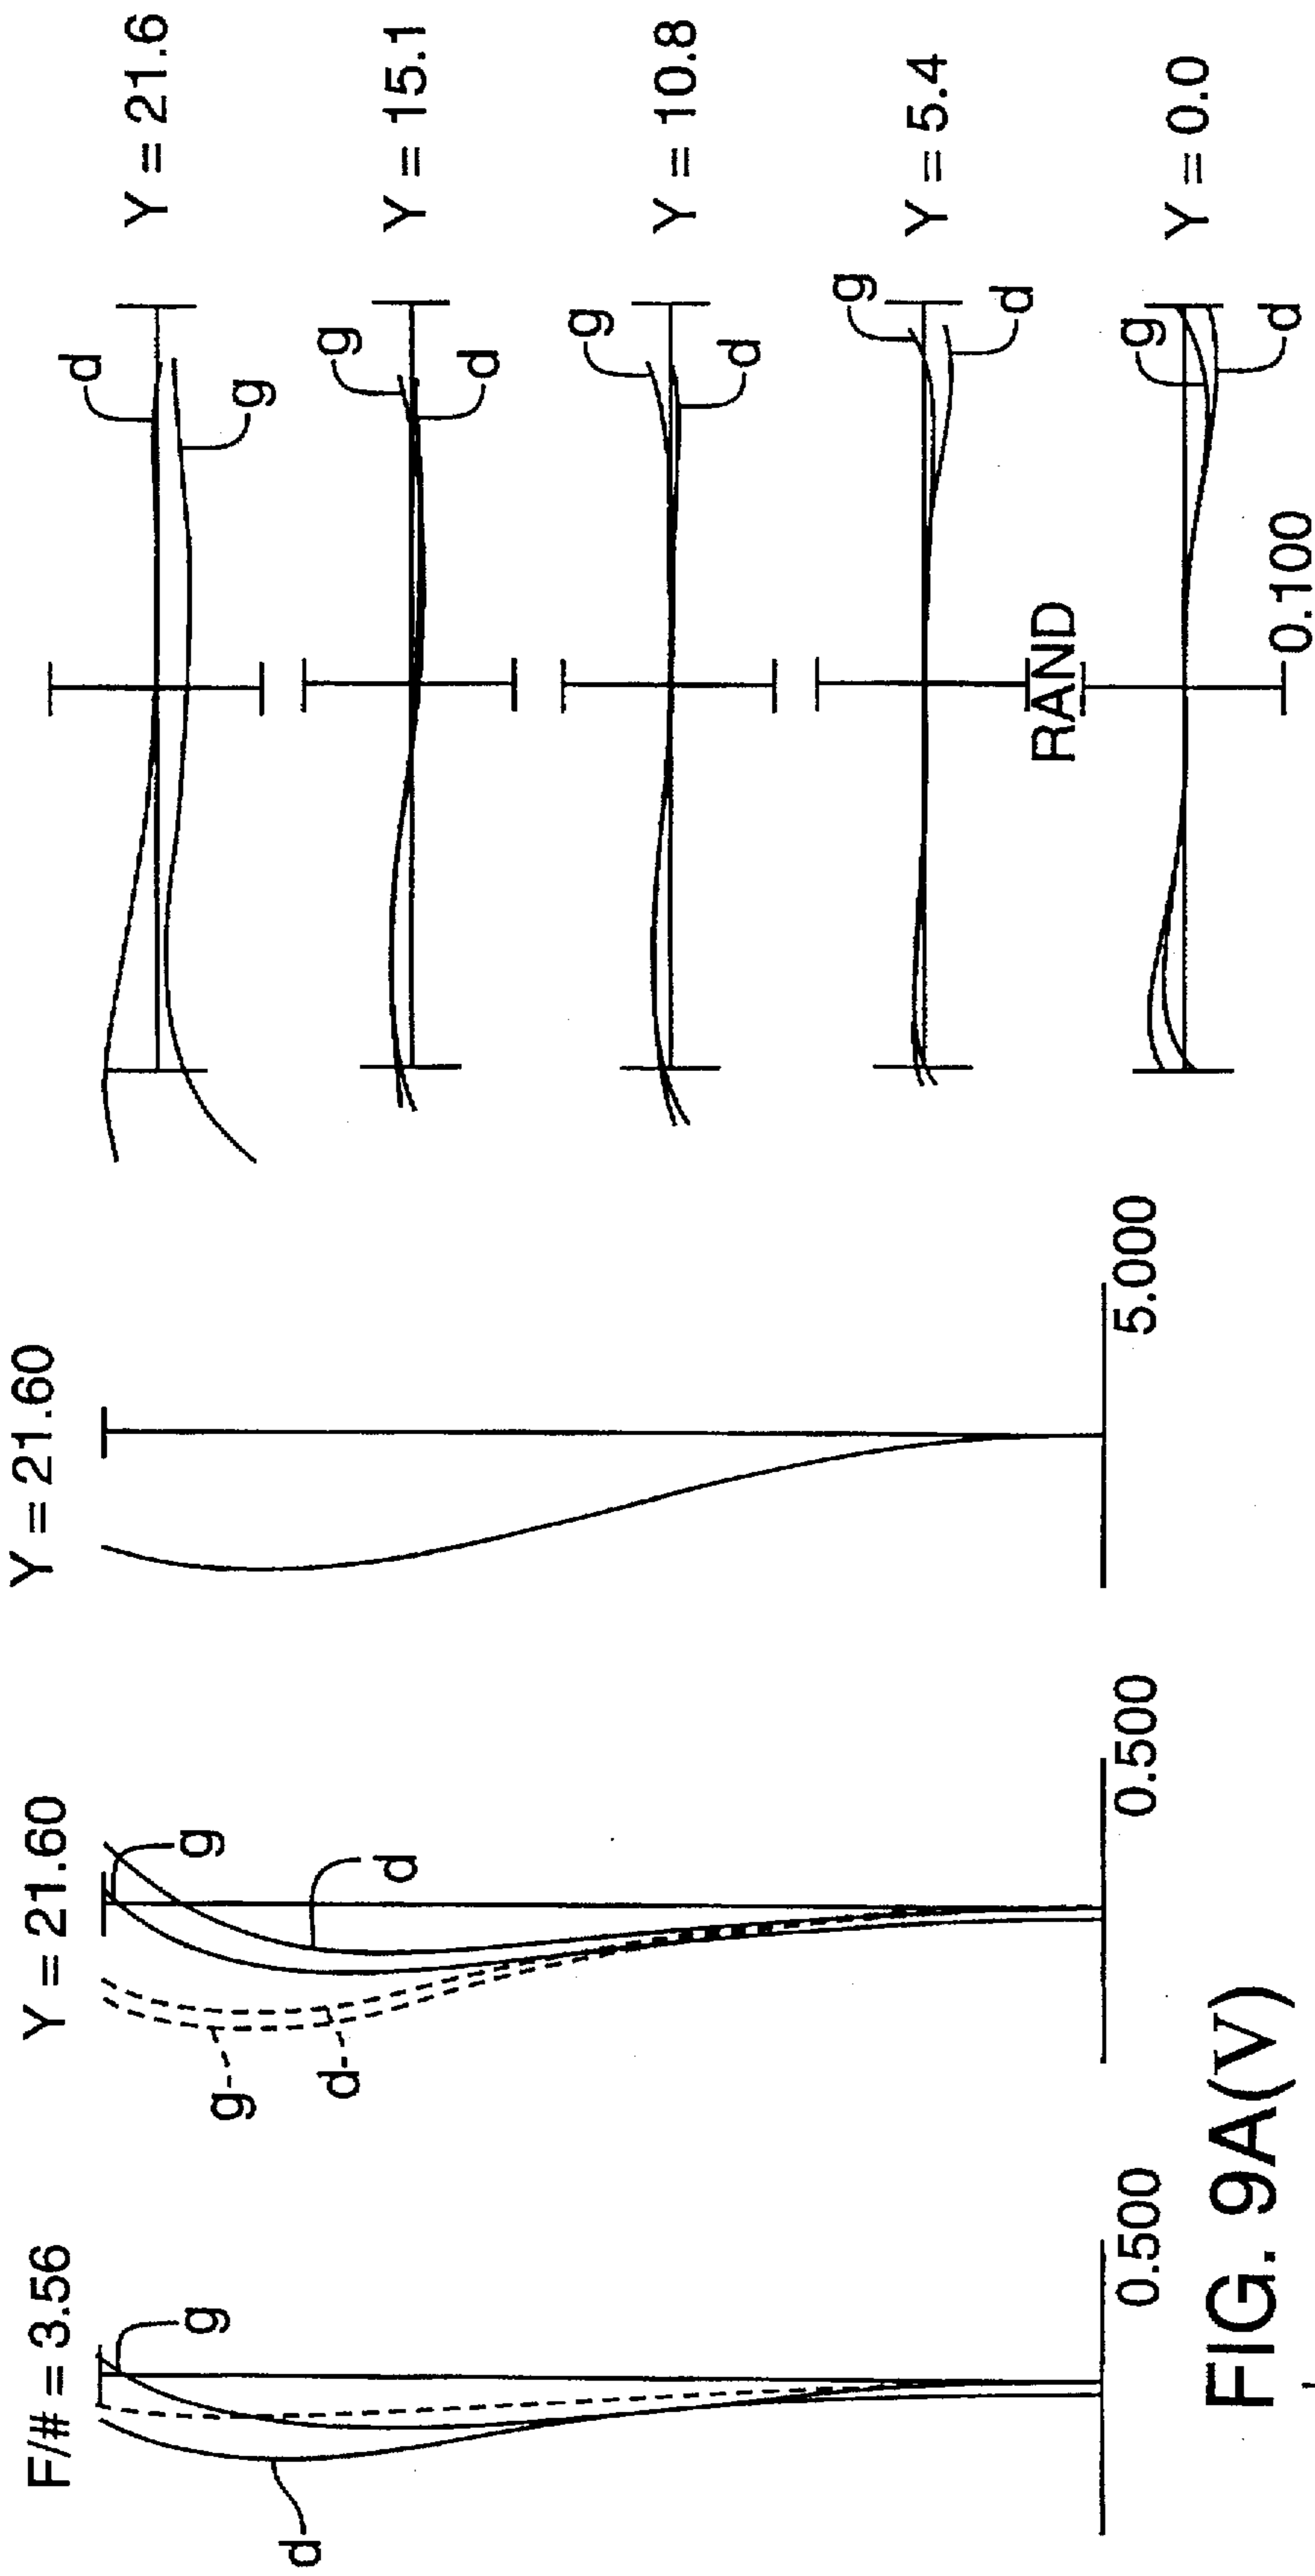 F/# = 3.56
g
d
0.500
Y = 21.60
g
d
g
d
0.500
Y = 21.60
5.000
d
g
Y = 21.6
g
d
Y = 15.1
g
d
Y = 10.8
g
d
Y = 5.4
RAND
g
d
Y = 0.0
0.100
FIG. 9A(V)